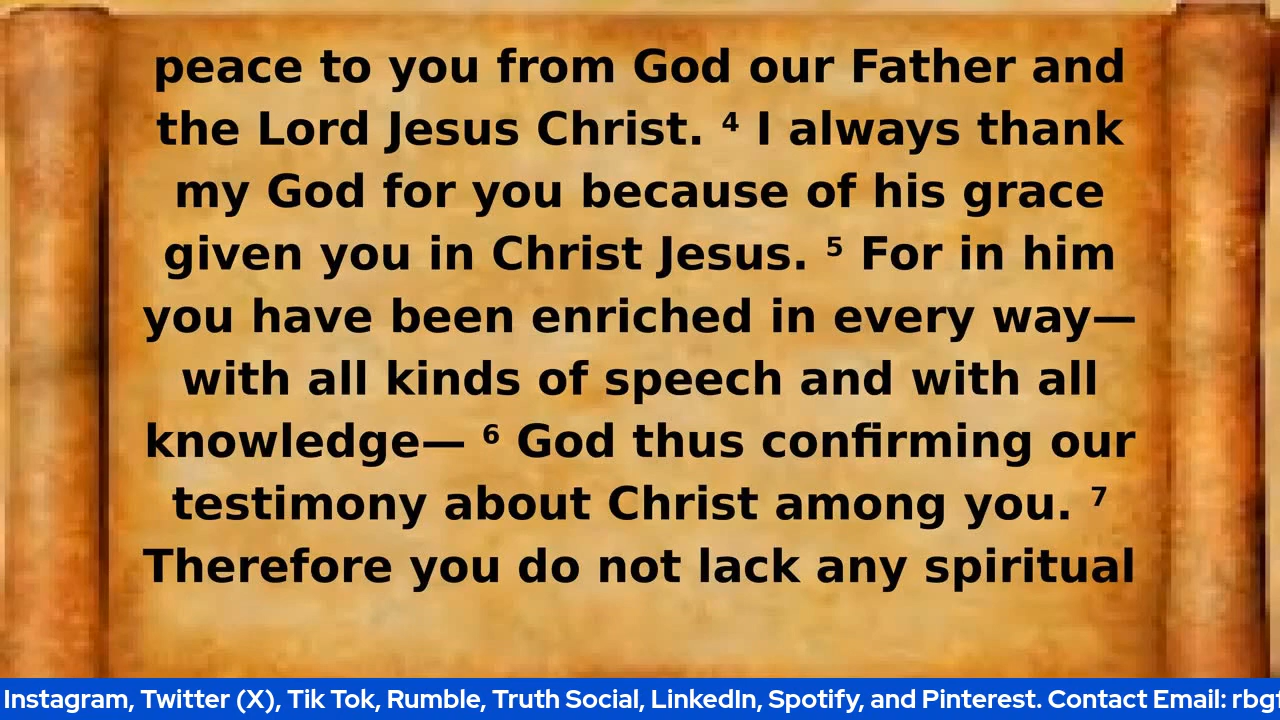 peace to you from God our Father and
the Lord Jesus Christ. ⁴ I always thank
my God for you because of his grace
given you in Christ Jesus. ⁵ For in him
you have been enriched in every way—
with all kinds of speech and with all
knowledge— ⁶ God thus confirming our
testimony about Christ among you. ⁷
Therefore you do not lack any spiritual
Instagram, Twitter (X), Tik Tok, Rumble, Truth Social, LinkedIn, Spotify, and Pinterest. Contact Email: